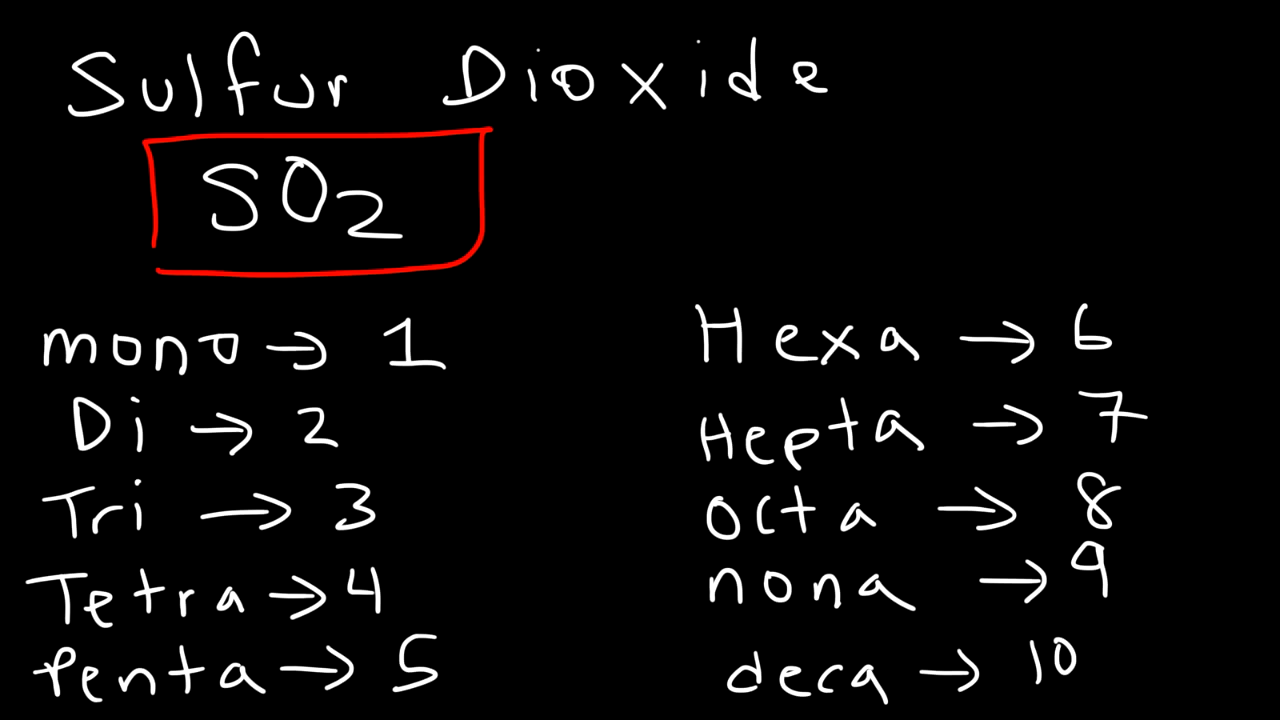 Sulfur Dioxide
SO₂
mono → 1
Di → 2
Tri → 3
Tetra → 4
Penta → 5
Hexa → 6
Hepta → 7
Octa → 8
nona → 9
deca → 10